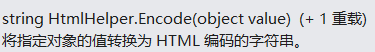 string HtmlHelper.Encode(object value)  (+ 1 重载)
将指定对象的值转换为 HTML 编码的字符串。